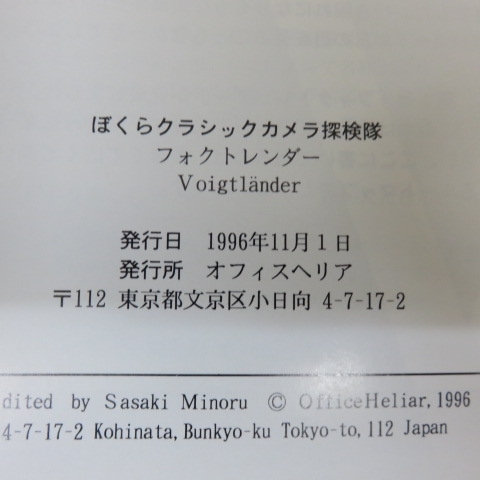 ぼくらクラシックカメラ探検隊
フォクトレンダー
Voigtländer
発行日 1996年11月1日
発行所 オフィスヘリア
〒112 東京都文京区小日向 4-7-17-2
dited by Sasaki Minoru © OfficeHeliar, 1996
4-7-17-2 Kohinata, Bunkyo-ku Tokyo-to, 112 Japan